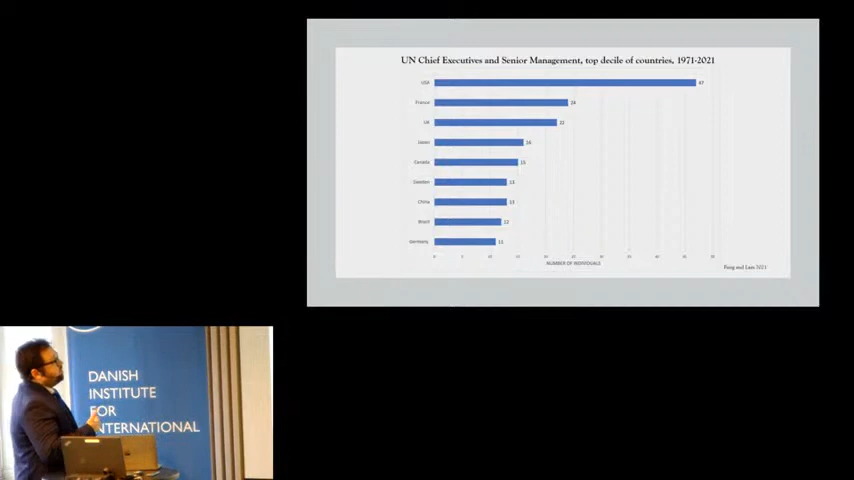 UN Chief Executives and Senior Management, top decile of countries, 1971-2021
USA 47
France 24
UK 22
Japan 16
Canada 15
Sweden 13
China 13
Brazil 12
Germany 11
NUMBER OF INDIVIDUALS
2021
DANISH
INSTITUTE
FOR
INTERNATIONAL